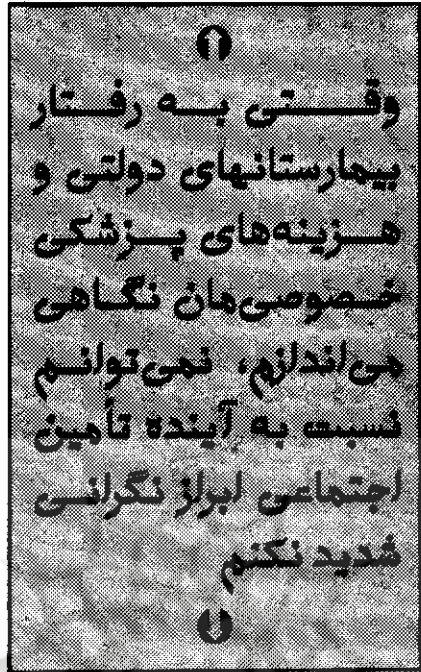 وقتی به رفتار
بیمارستانهای دولتی و
هزینه‌های پزشکی
خصوصی‌مان نگاهی
می‌اندازم، نمی‌توانم
نسبت به آینده تأمین
اجتماعی ابراز نگرانی
شدید نکنم